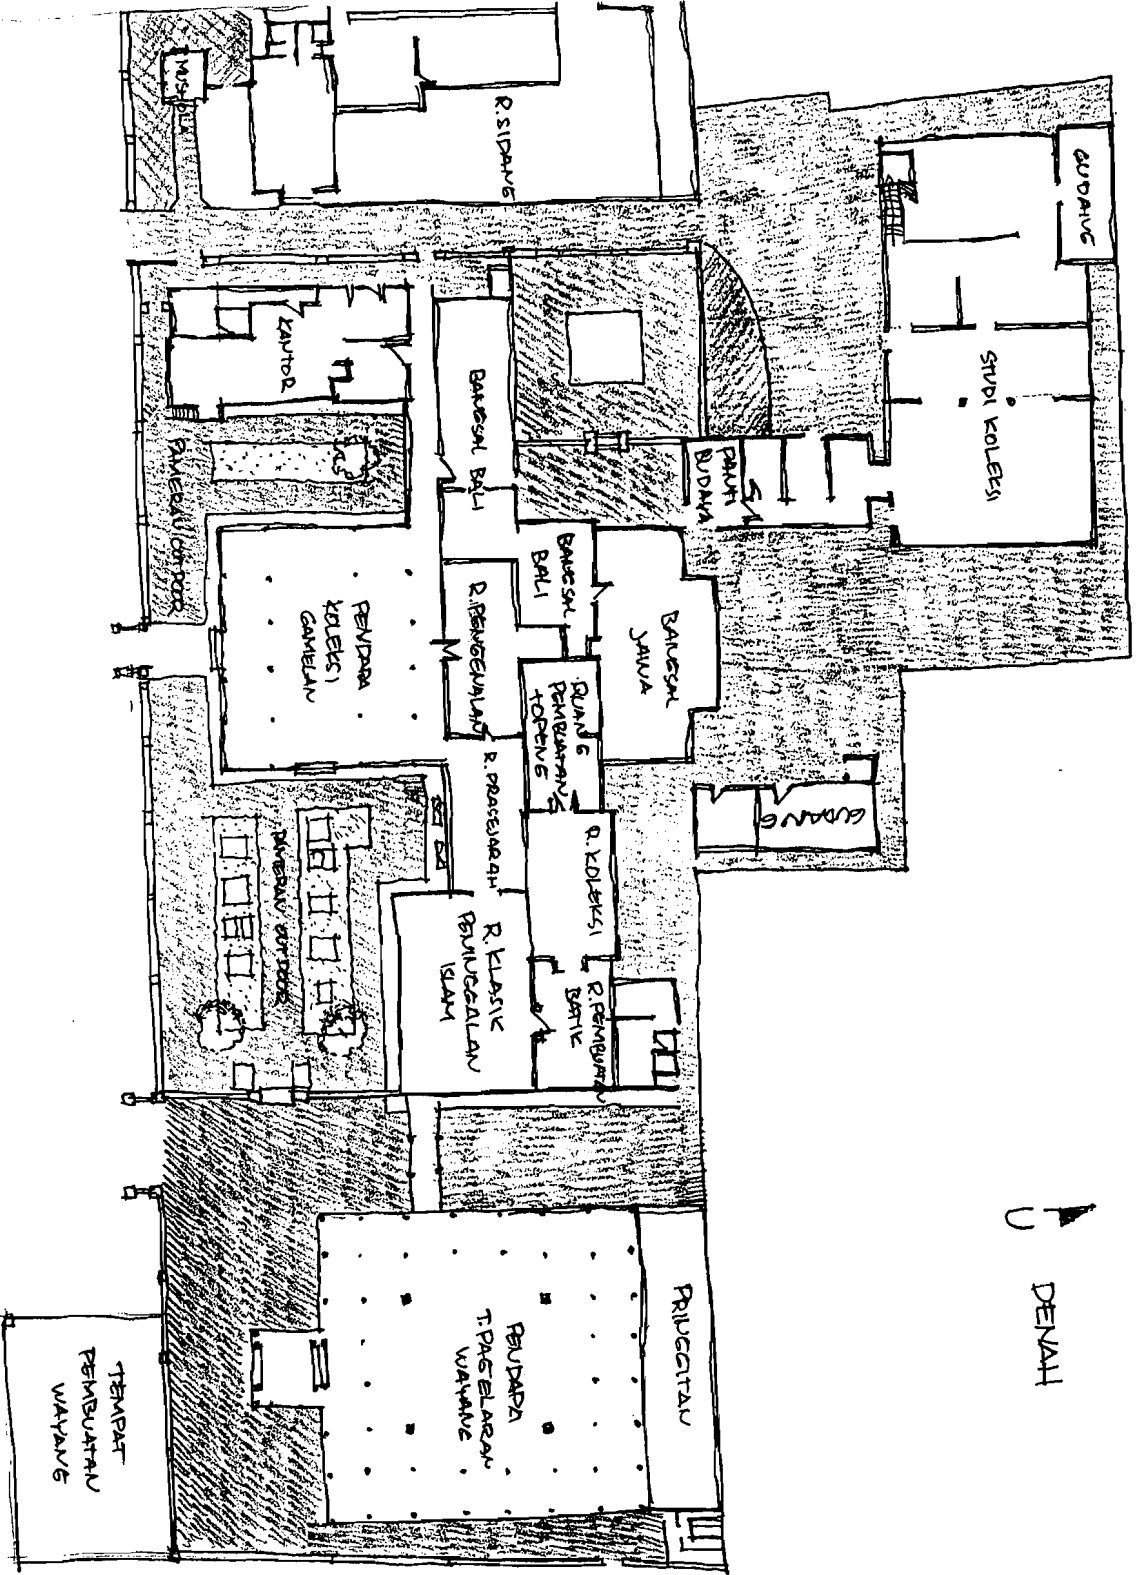 MUSHOLA
R. SIDANG
GUDANG
KANTOR
BANGSAL BALI
STUDI KOLEKSI
PANTI
BUDAYA
PAMERAN OUTDOOR
PENDAPA
KOLEKSI
GAMELAN
R. PENGENALAN
BANGSAL
BALI
BANGSAL
JAWA
RUANG
PEMBUATAN
TOPENG
R. PRASEJARAH
GUDANG
PAMERAN OUTDOOR
R. KOLEKSI
R. KLASIK
PENINGGALAN
ISLAM
R. PEMBUATAN
BATIK
PENDAPA
T. PAGELARAN
WAYANG
PRINGGITAN
TEMPAT
PEMBUATAN
WAYANG
U
DENAH